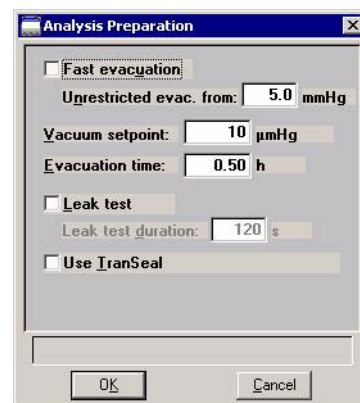 Analysis Preparation
Fast evacuation
Unrestricted evac. from: 5.0 mmHg
Vacuum setpoint: 10 µmHg
Evacuation time: 0.50 h
Leak test
Leak test duration: 120 s
Use TranSeal
OK Cancel